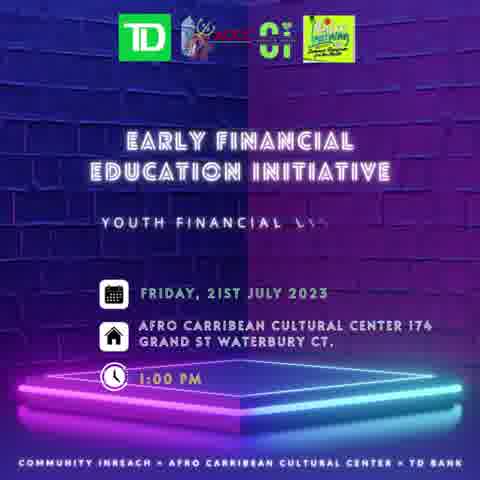 TD
EARLY FINANCIAL
EDUCATION INITIATIVE
YOUTH FINANCIAL
FRIDAY, 21ST JULY 2023
AFRO CARRIBEAN CULTURAL CENTER 174
GRAND ST WATERBURY CT.
1:00 PM
COMMUNITY INREACH × AFRO CARRIBEAN CULTURAL CENTER × TD BANK